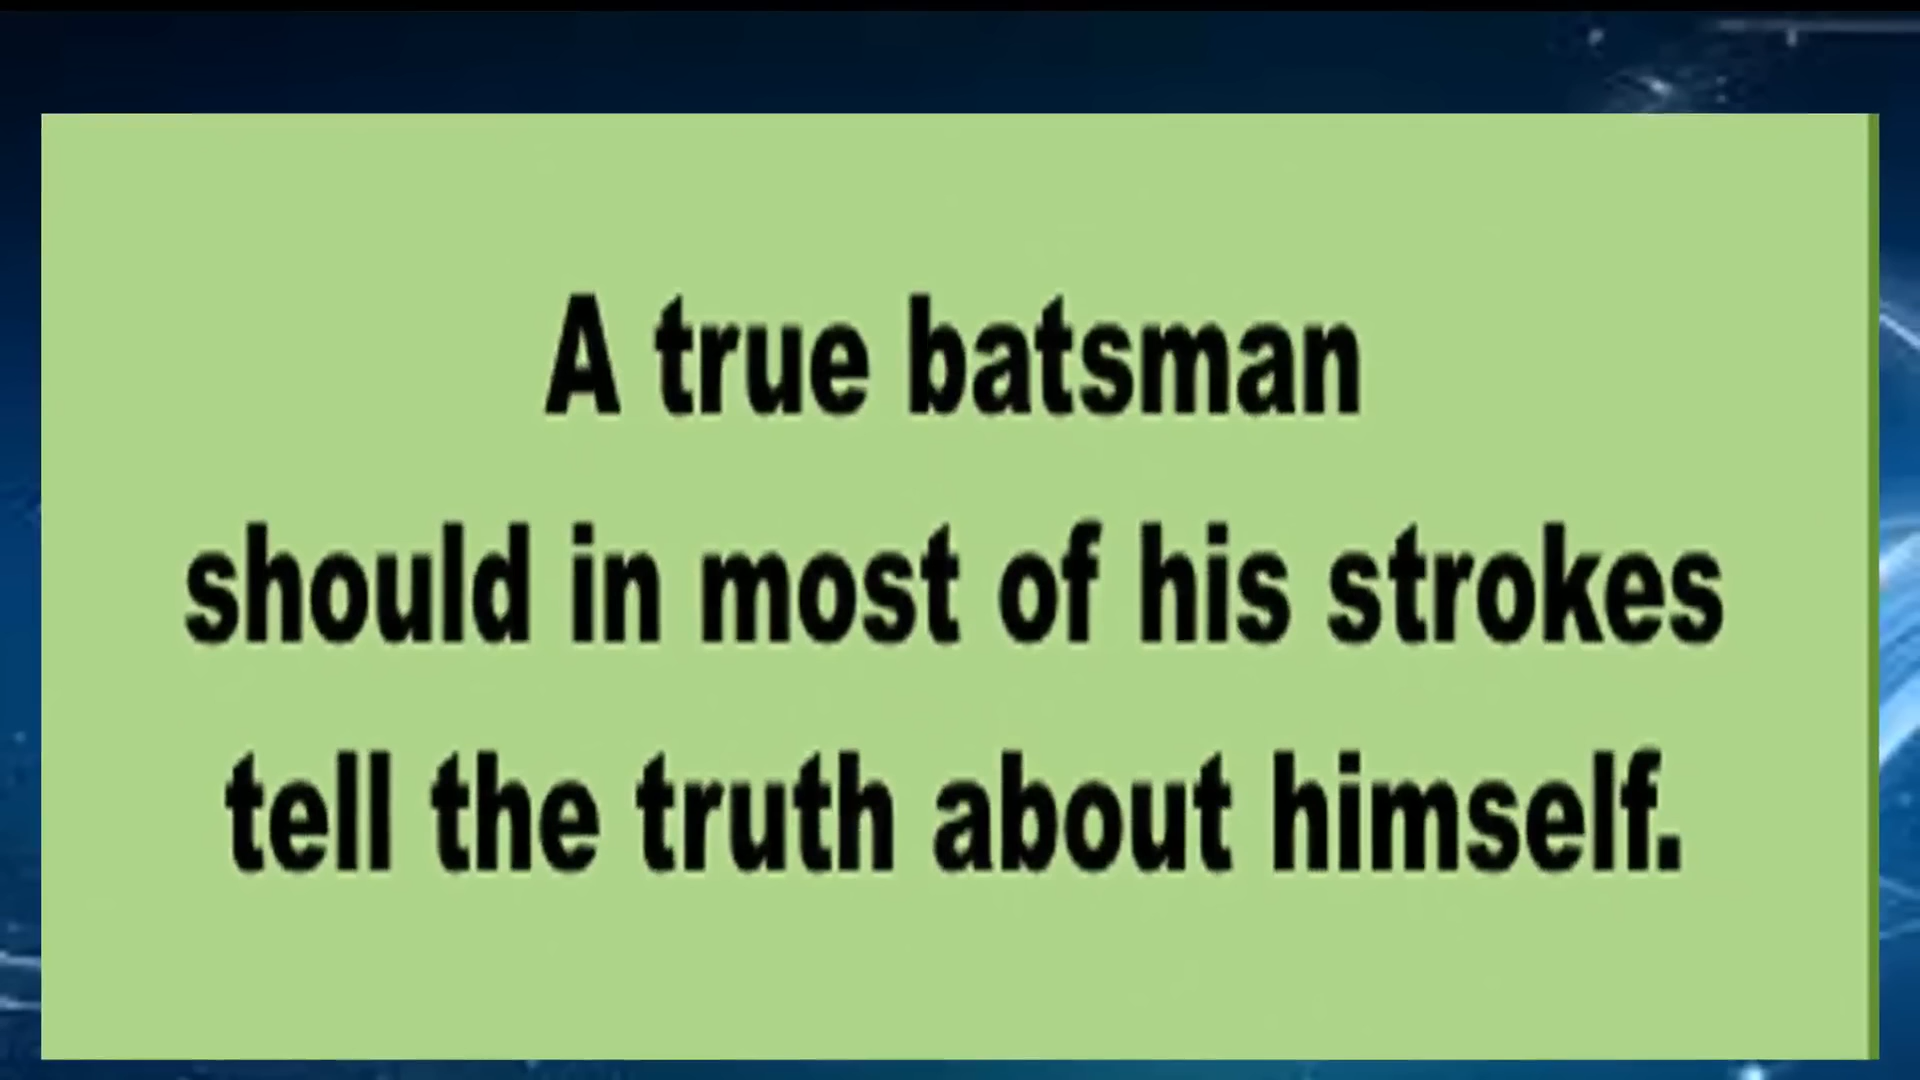 A true batsman
should in most of his strokes
tell the truth about himself.